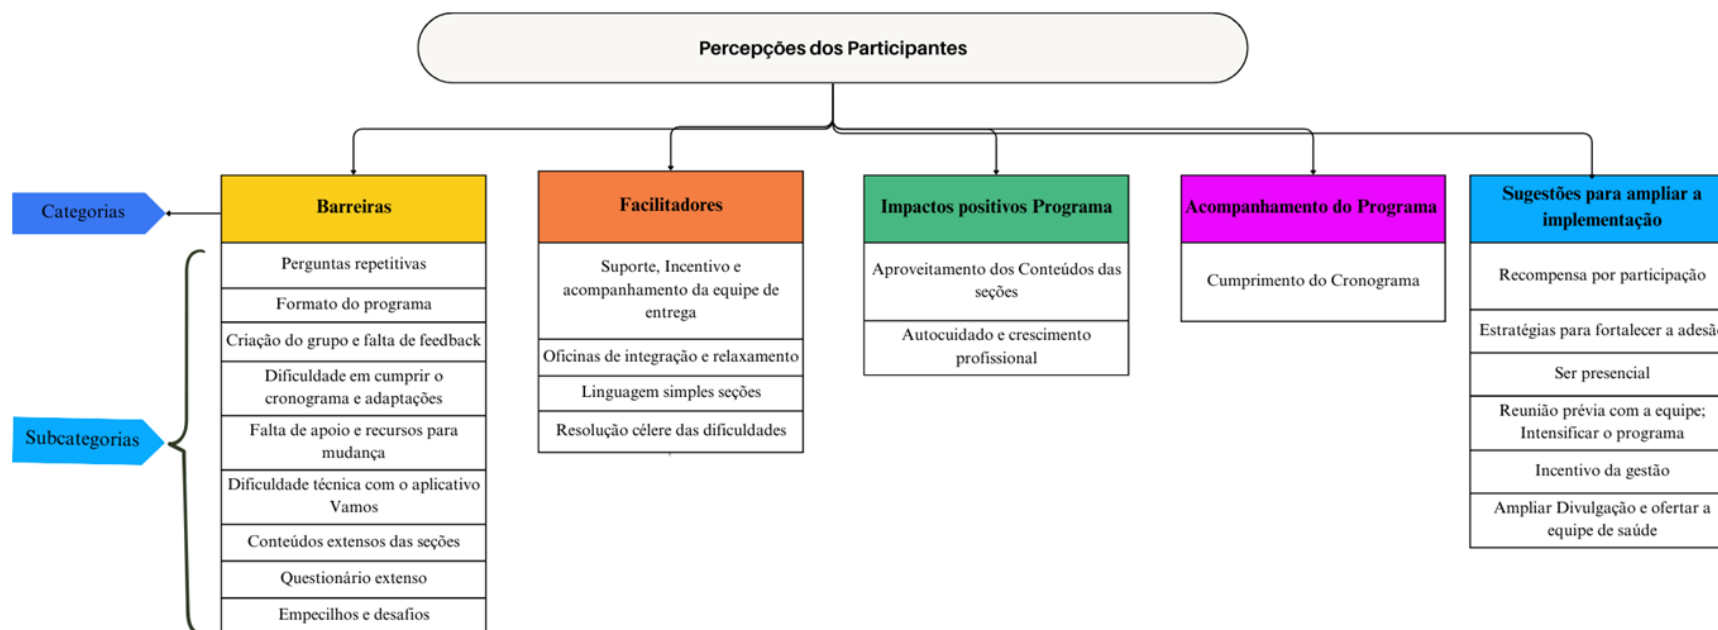 Percepções dos Participantes
Categorias
Subcategorias
Barreiras
Perguntas repetitivas
Formato do programa
Criação do grupo e falta de feedback
Dificuldade em cumprir o
cronograma e adaptações
Falta de apoio e recursos para
mudança
Dificuldade técnica com o aplicativo
Vamos
Conteúdos extensos das seções
Questionário extenso
Empecilhos e desafios
Facilitadores
Suporte, Incentivo e
acompanhamento da equipe de
entrega
Oficinas de integração e relaxamento
Linguagem simples seções
Resolução célere das dificuldades
Impactos positivos Programa
Aproveitamento dos Conteúdos das
seções
Autocuidado e crescimento
profissional
Acompanhamento do Programa
Cumprimento do Cronograma
Sugestões para ampliar a
implementação
Recompensa por participação
Estratégias para fortalecer a adesão
Ser presencial
Reunião prévia com a equipe;
Intensificar o programa
Incentivo da gestão
Ampliar Divulgação e ofertar a
equipe de saúde